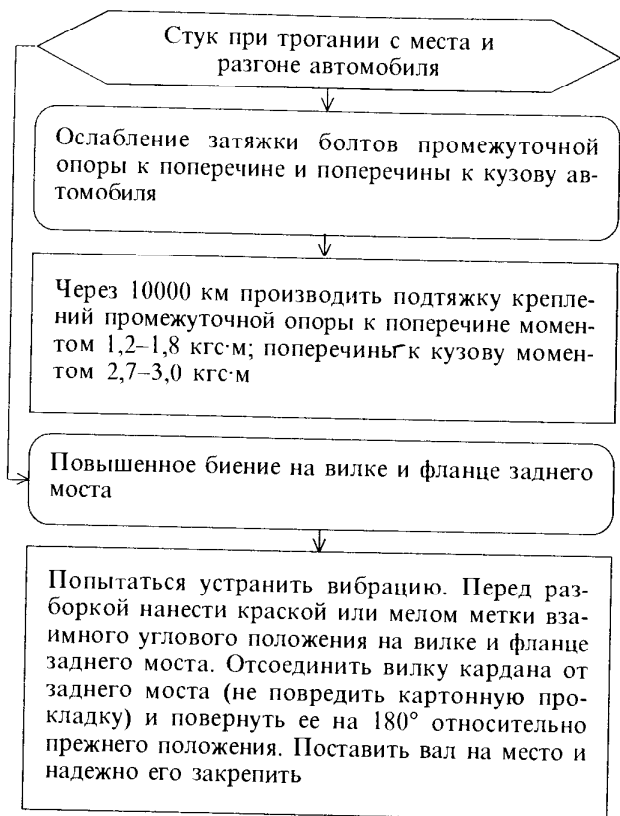 Стук при трогании с места и
разгоне автомобиля
Ослабление затяжки болтов промежуточной
опоры к поперечине и поперечины к кузову ав-
томобиля
Через 10000 км производить подтяжку крепле-
ний промежуточной опоры к поперечине момен-
том 1,2–1,8 кгс·м; поперечины к кузову момен-
том 2,7–3,0 кгс·м
Повышенное биение на вилке и фланце заднего
моста
Попытаться устранить вибрацию. Перед раз-
боркой нанести краской или мелом метки вза-
имного углового положения на вилке и фланце
заднего моста. Отсоединить вилку кардана от
заднего моста (не повредить картонную про-
кладку) и повернуть ее на 180° относительно
прежнего положения. Поставить вал на место и
надежно его закрепить